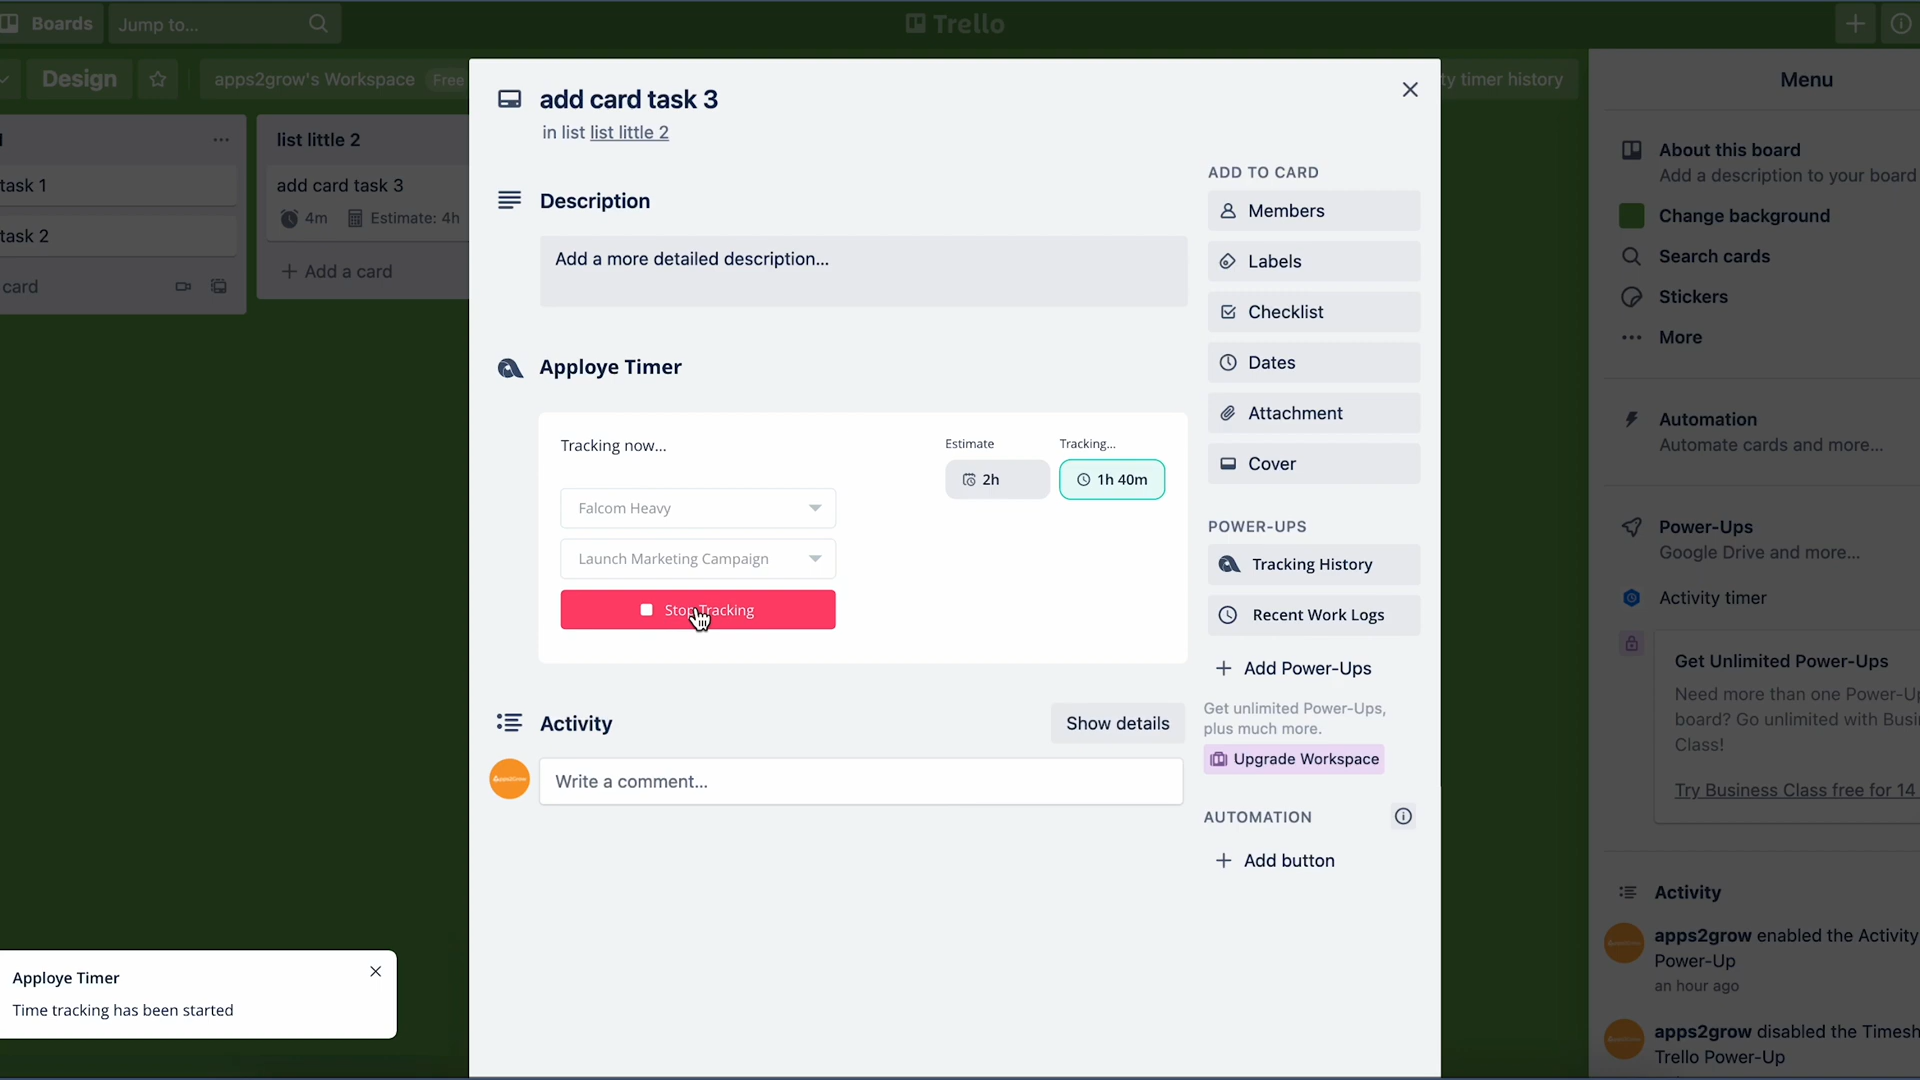 Boards
Jump to...
Trello
Design
apps2grow's Workspace
Free
ty timer history
list little 2
task 1
add card task 3
4m
Estimate: 4h
task 2
Add a card
card
add card task 3
in list list little 2
Description
Add a more detailed description...
Apploye Timer
Tracking now...
Estimate
Tracking...
2h
1h 40m
Falcom Heavy
Launch Marketing Campaign
Stop Tracking
Activity
Show details
Write a comment...
ADD TO CARD
Members
Labels
Checklist
Dates
Attachment
Cover
POWER-UPS
Tracking History
Recent Work Logs
Add Power-Ups
Get unlimited Power-Ups,
plus much more.
Upgrade Workspace
AUTOMATION
Add button
Menu
About this board
Add a description to your board
Change background
Search cards
Stickers
More
Automation
Automate cards and more...
Power-Ups
Google Drive and more...
Activity timer
Get Unlimited Power-Ups
Need more than one Power-Up
board? Go unlimited with Busi
Class!
Try Business Class free for 14
Activity
apps2grow enabled the Activity
Power-Up
an hour ago
apps2grow disabled the Timesh
Trello Power-Up
Apploye Timer
Time tracking has been started